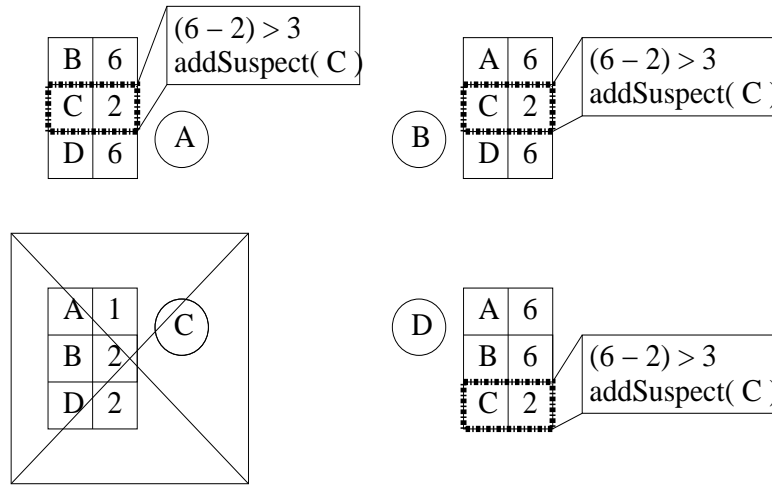 (6 – 2) > 3
addSuspect( C )
B 6
C 2
D 6
A
(6 – 2) > 3
addSuspect( C )
A 6
C 2
D 6
B
A 1
B 2
D 2
C
D
A 6
B 6
C 2
(6 – 2) > 3
addSuspect( C )